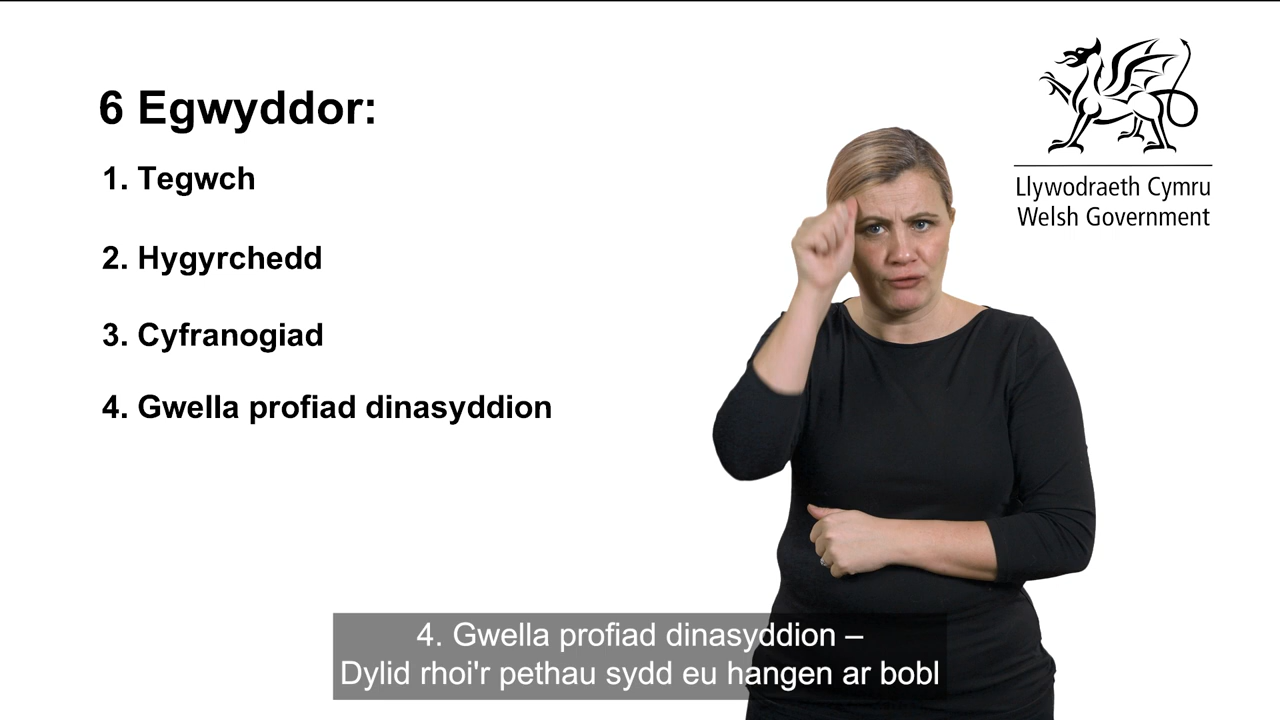 6 Egwyddor:
1. Tegwch
2. Hygyrchedd
3. Cyfranogiad
4. Gwella profiad dinasyddion
Llywodraeth Cymru
Welsh Government
4. Gwella profiad dinasyddion –
Dylid rhoi'r pethau sydd eu hangen ar bobl